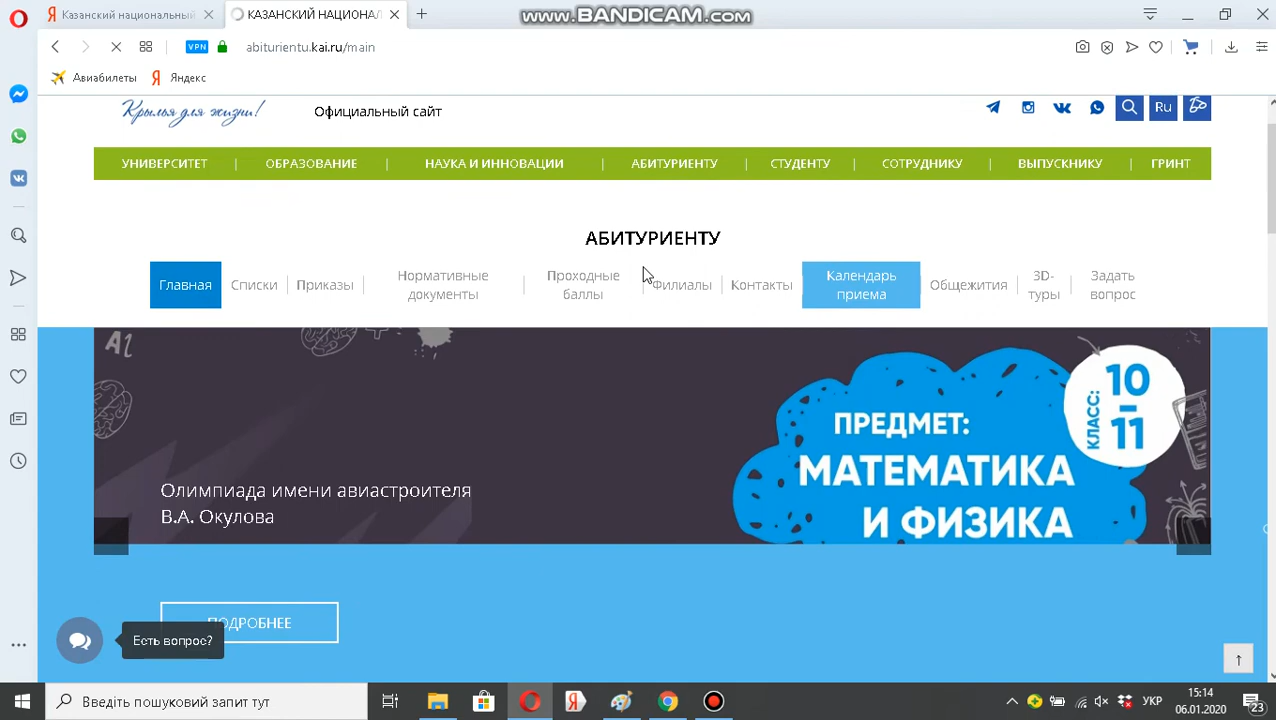 Казанский национальный
КАЗАНСКИЙ НАЦИОНАЛ
www.BANDICAM.com
VPN
abiturientu.kai.ru/main
Авиабилеты
Яндекс
Крылья для жизни!
Официальный сайт
Ru
УНИВЕРСИТЕТ | ОБРАЗОВАНИЕ | НАУКА И ИННОВАЦИИ | АБИТУРИЕНТУ | СТУДЕНТУ | СОТРУДНИКУ | ВЫПУСКНИКУ | ГРИНТ
АБИТУРИЕНТУ
Главная
Списки
Приказы
Нормативные
документы
Проходные
баллы
Филиалы
Контакты
Календарь
приема
Общежития
3D-
туры
Задать
вопрос
КЛАСС:
10
-
11
ПРЕДМЕТ:
МАТЕМАТИКА
И ФИЗИКА
Олимпиада имени авиастроителя
В.А. Окулова
ПОДРОБНЕЕ
Есть вопрос?
Введіть пошуковий запит тут
УКР
15:14
06.01.2020
23